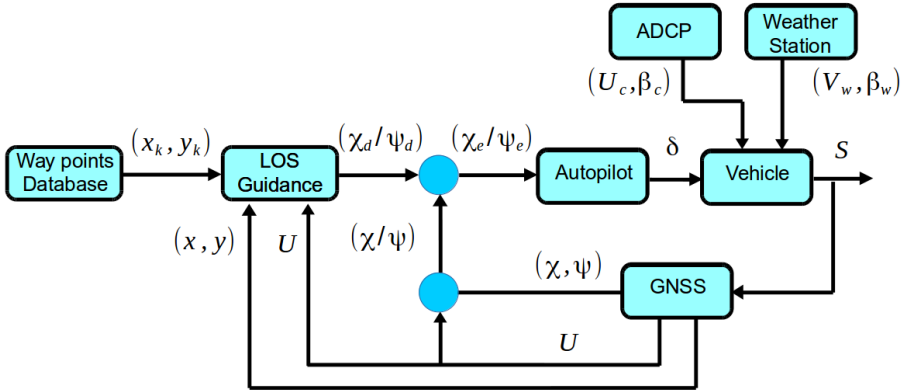 ADCP
Weather
Station
(U_c,β_c)
(V_w,β_w)
(x_k,y_k)
(χ_d/ψ_d)
(χ_e/ψ_e)
δ
S
Way points
Database
LOS
Guidance
Autopilot
Vehicle
(x,y)
U
(χ/ψ)
(χ,ψ)
GNSS
U